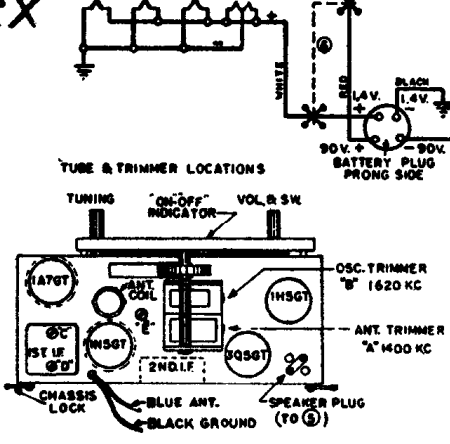 X
+
WHITE
RED
S
BLACK
1.4V.
1.4V.
+
-
90V. +
- 90V.
BATTERY PLUG
PRONG SIDE
TUBE & TRIMMER LOCATIONS
TUNING
"ON-OFF"
INDICATOR
VOL. & SW.
1A7GT
ANT.
COIL
OSC. TRIMMER
"B" 1620 KC
1H5GT
"E"
"C"
1ST I.F.
"D"
1N5GT
ANT. TRIMMER
"A" 1400 KC
3Q5GT
2ND. I.F.
CHASSIS
LOCK
BLUE ANT.
BLACK GROUND
SPEAKER PLUG
(TO S)